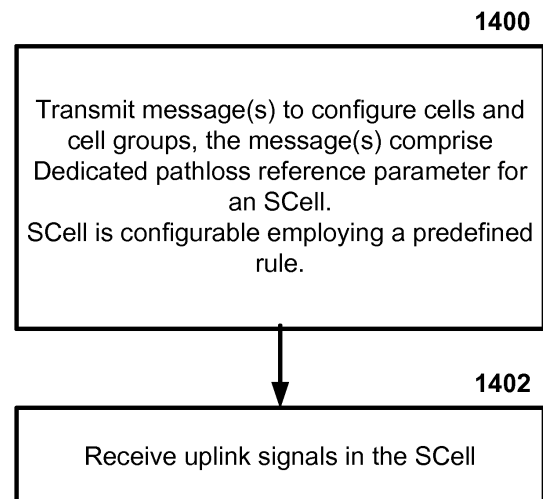 1400
Transmit message(s) to configure cells and
cell groups, the message(s) comprise
Dedicated pathloss reference parameter for
an SCell.
SCell is configurable employing a predefined
rule.
1402
Receive uplink signals in the SCell